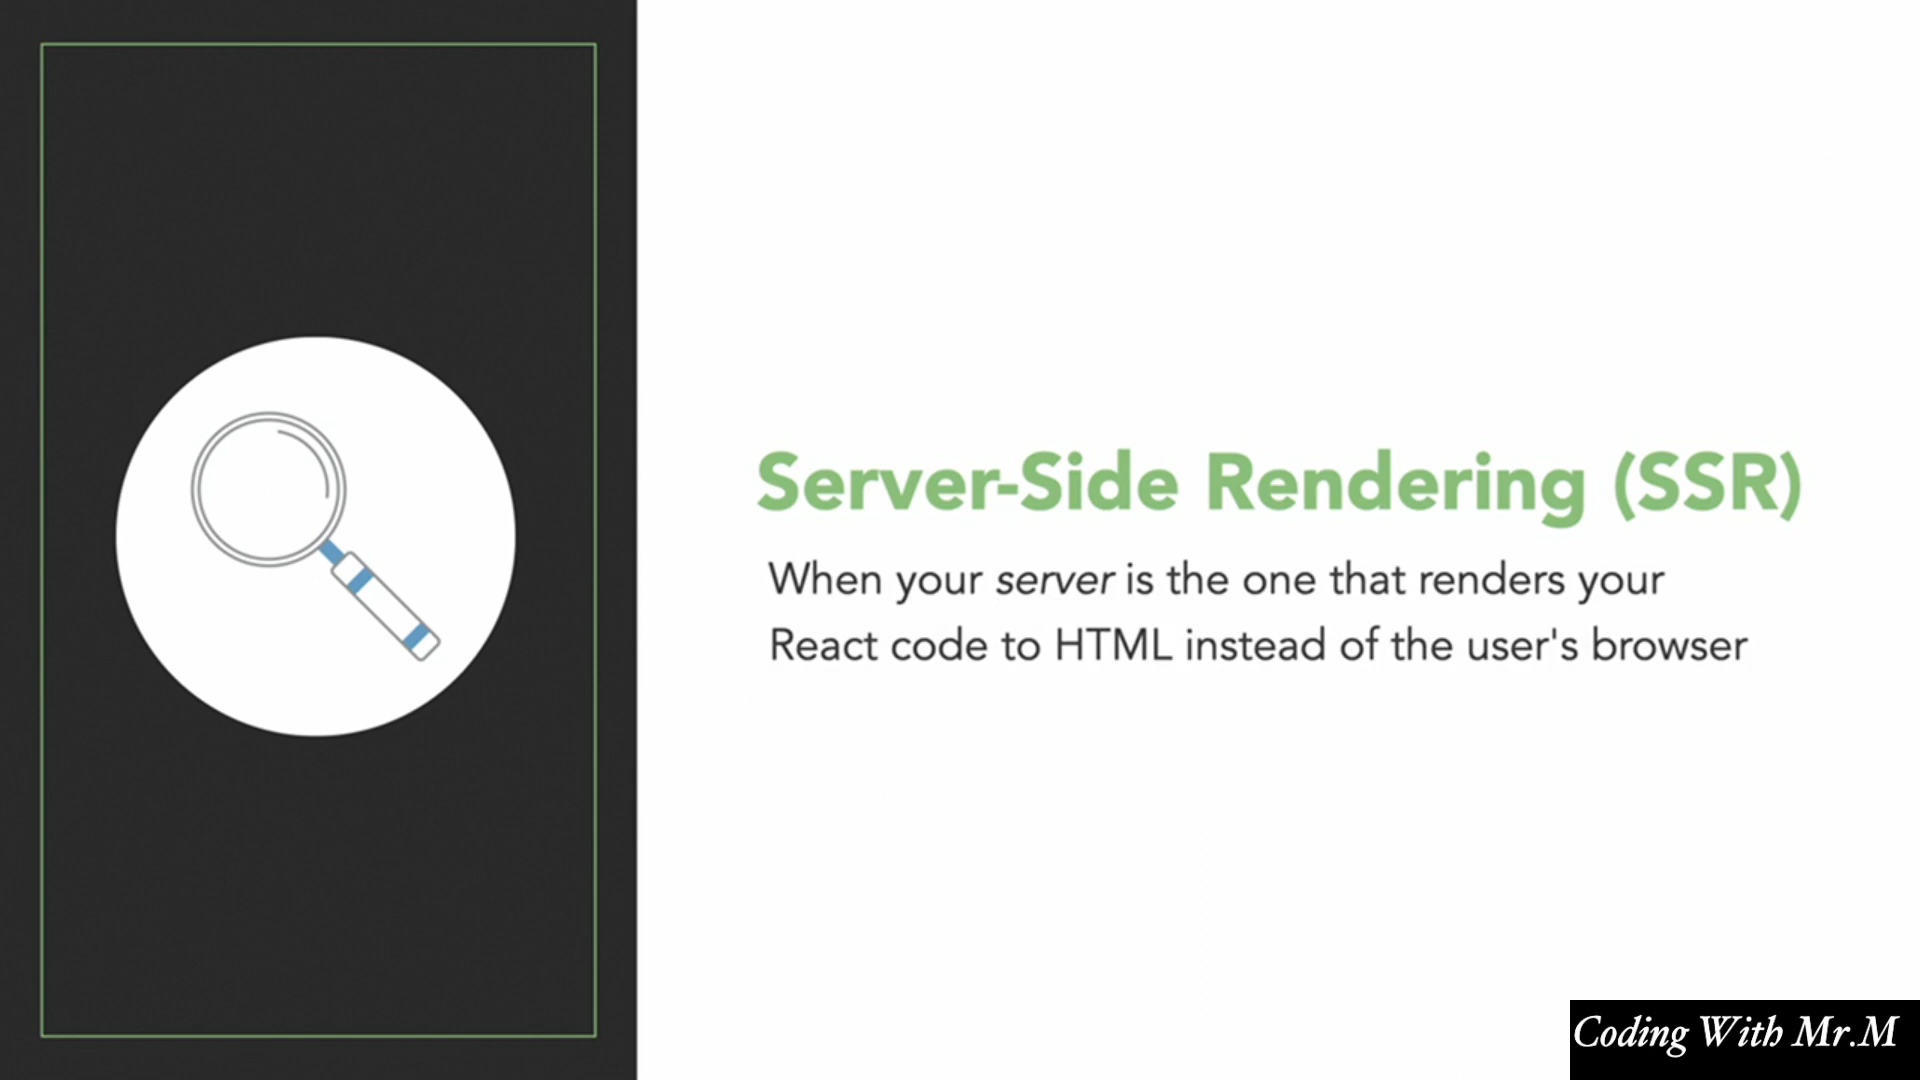 Server-Side Rendering (SSR)
When your server is the one that renders your
React code to HTML instead of the user's browser
Coding With Mr.M